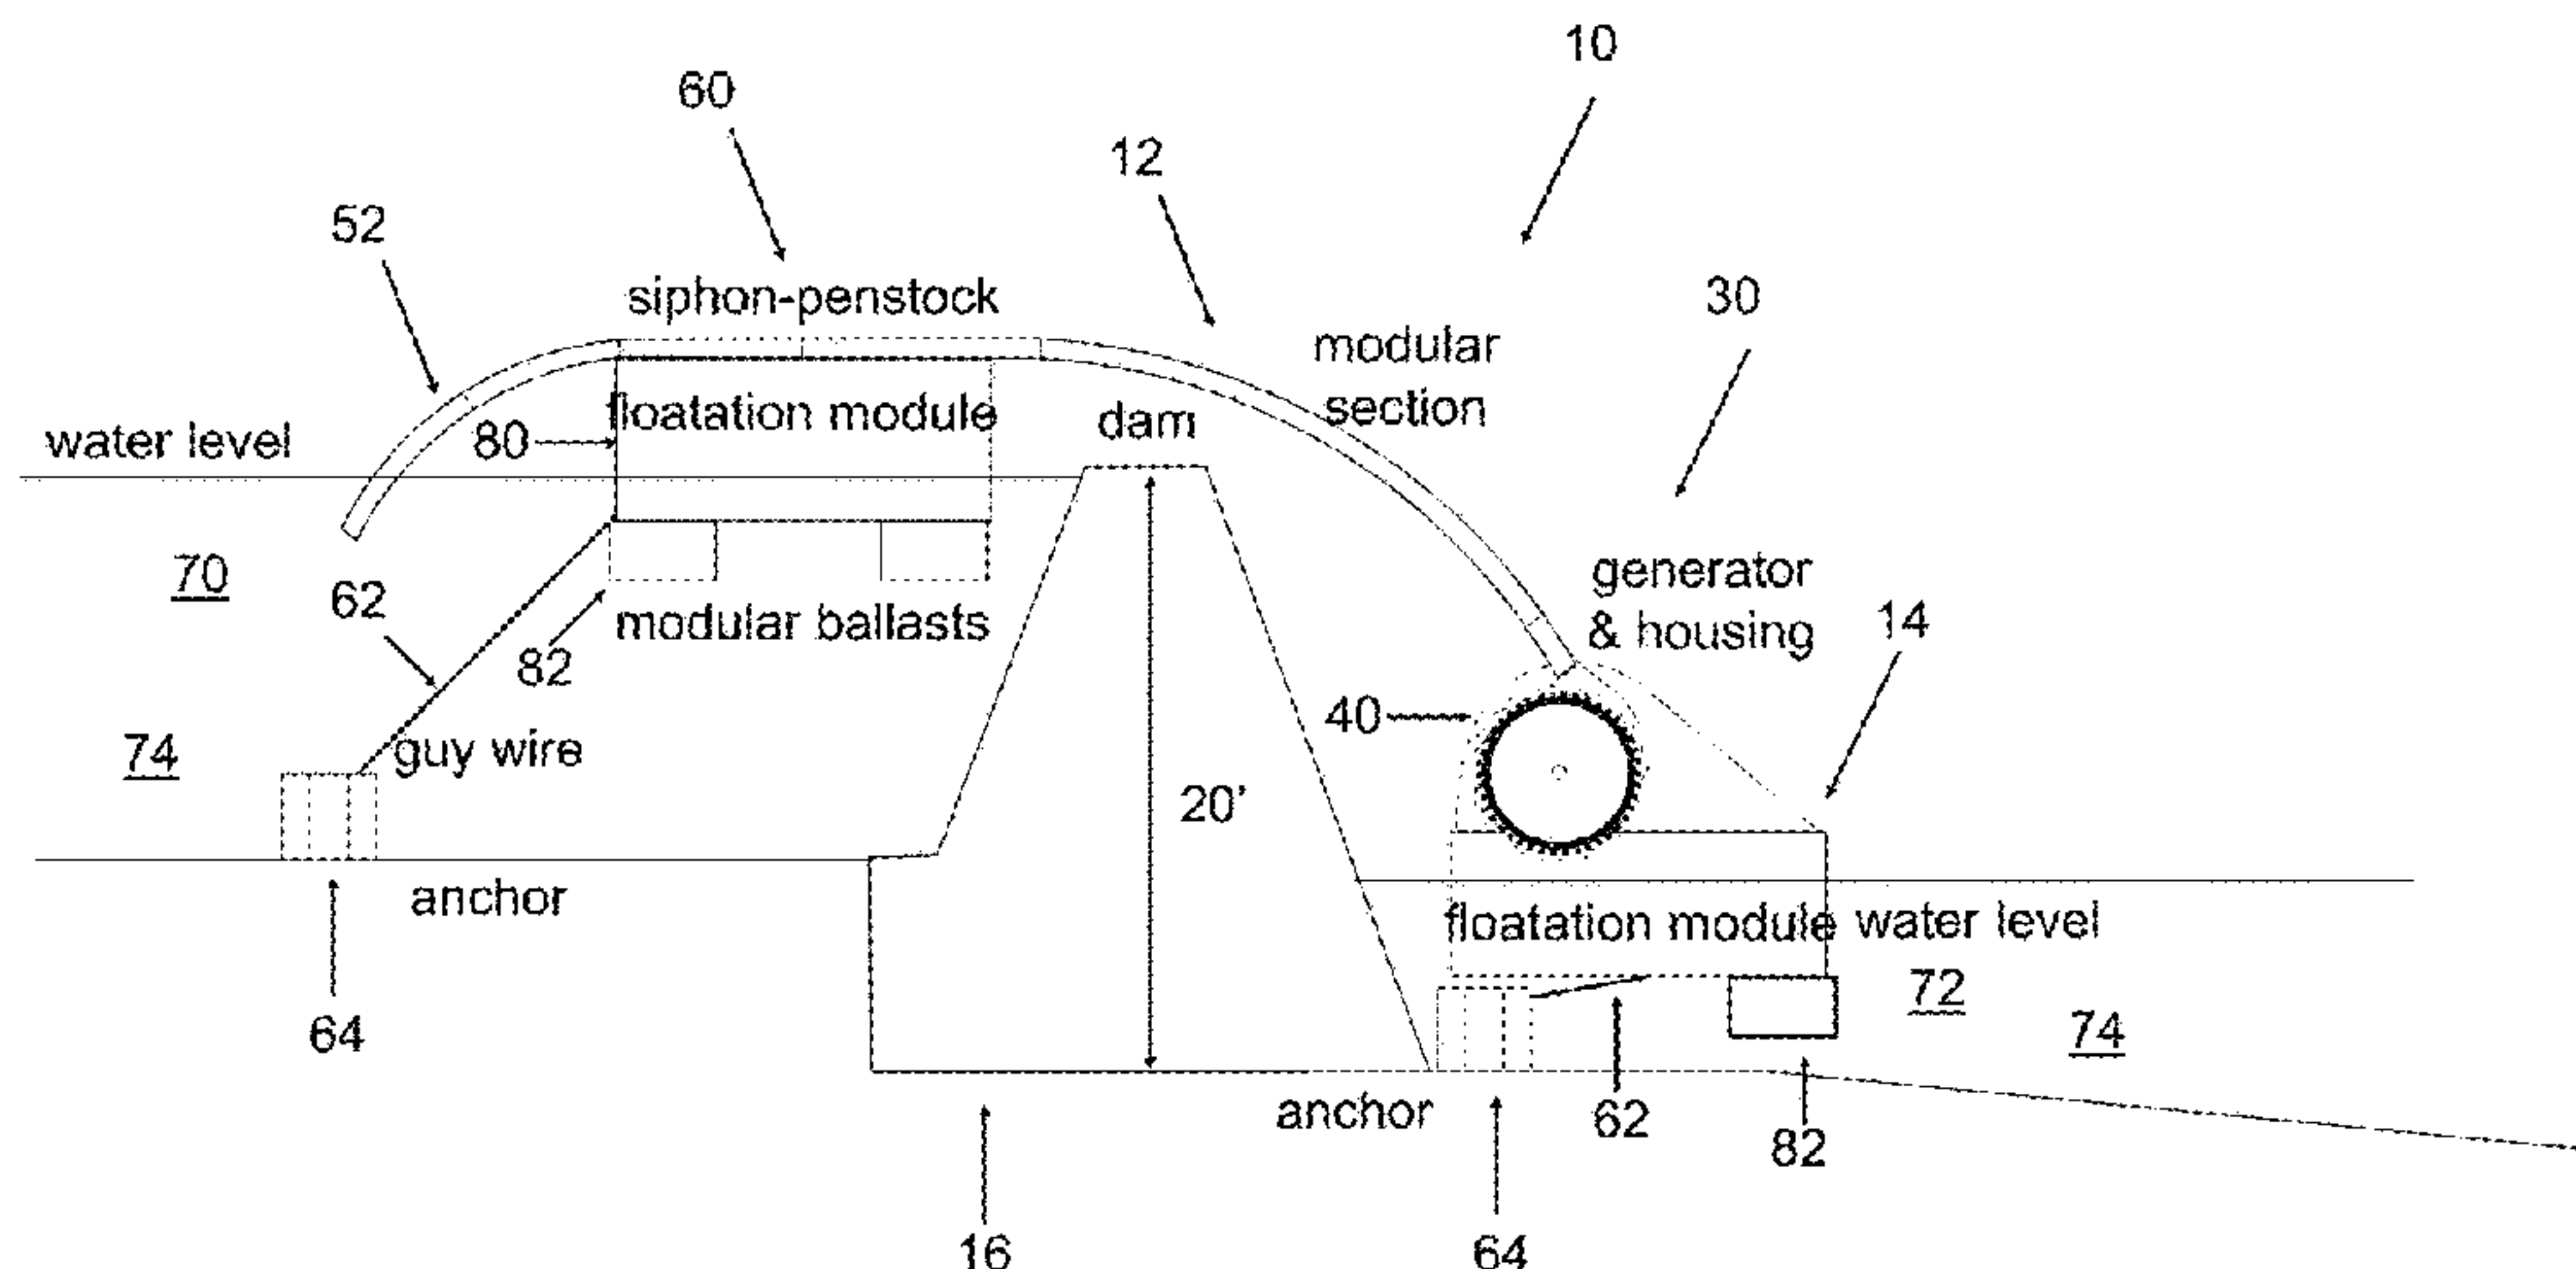 10
60
12
52
30
siphon-penstock
modular
section
floatation module
dam
water level
80
70
62
82
modular ballasts
generator
& housing
14
40
74
guy wire
20'
anchor
floatation module
water level
72
74
64
anchor
62
82
16
64